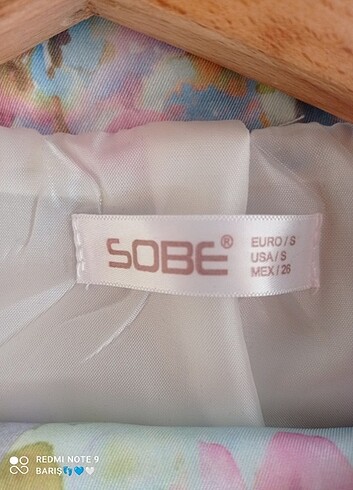 SOBE®
EURO/S
USA/S
MEX/26
REDMI NOTE 9
BARIŞ👣💙🤍